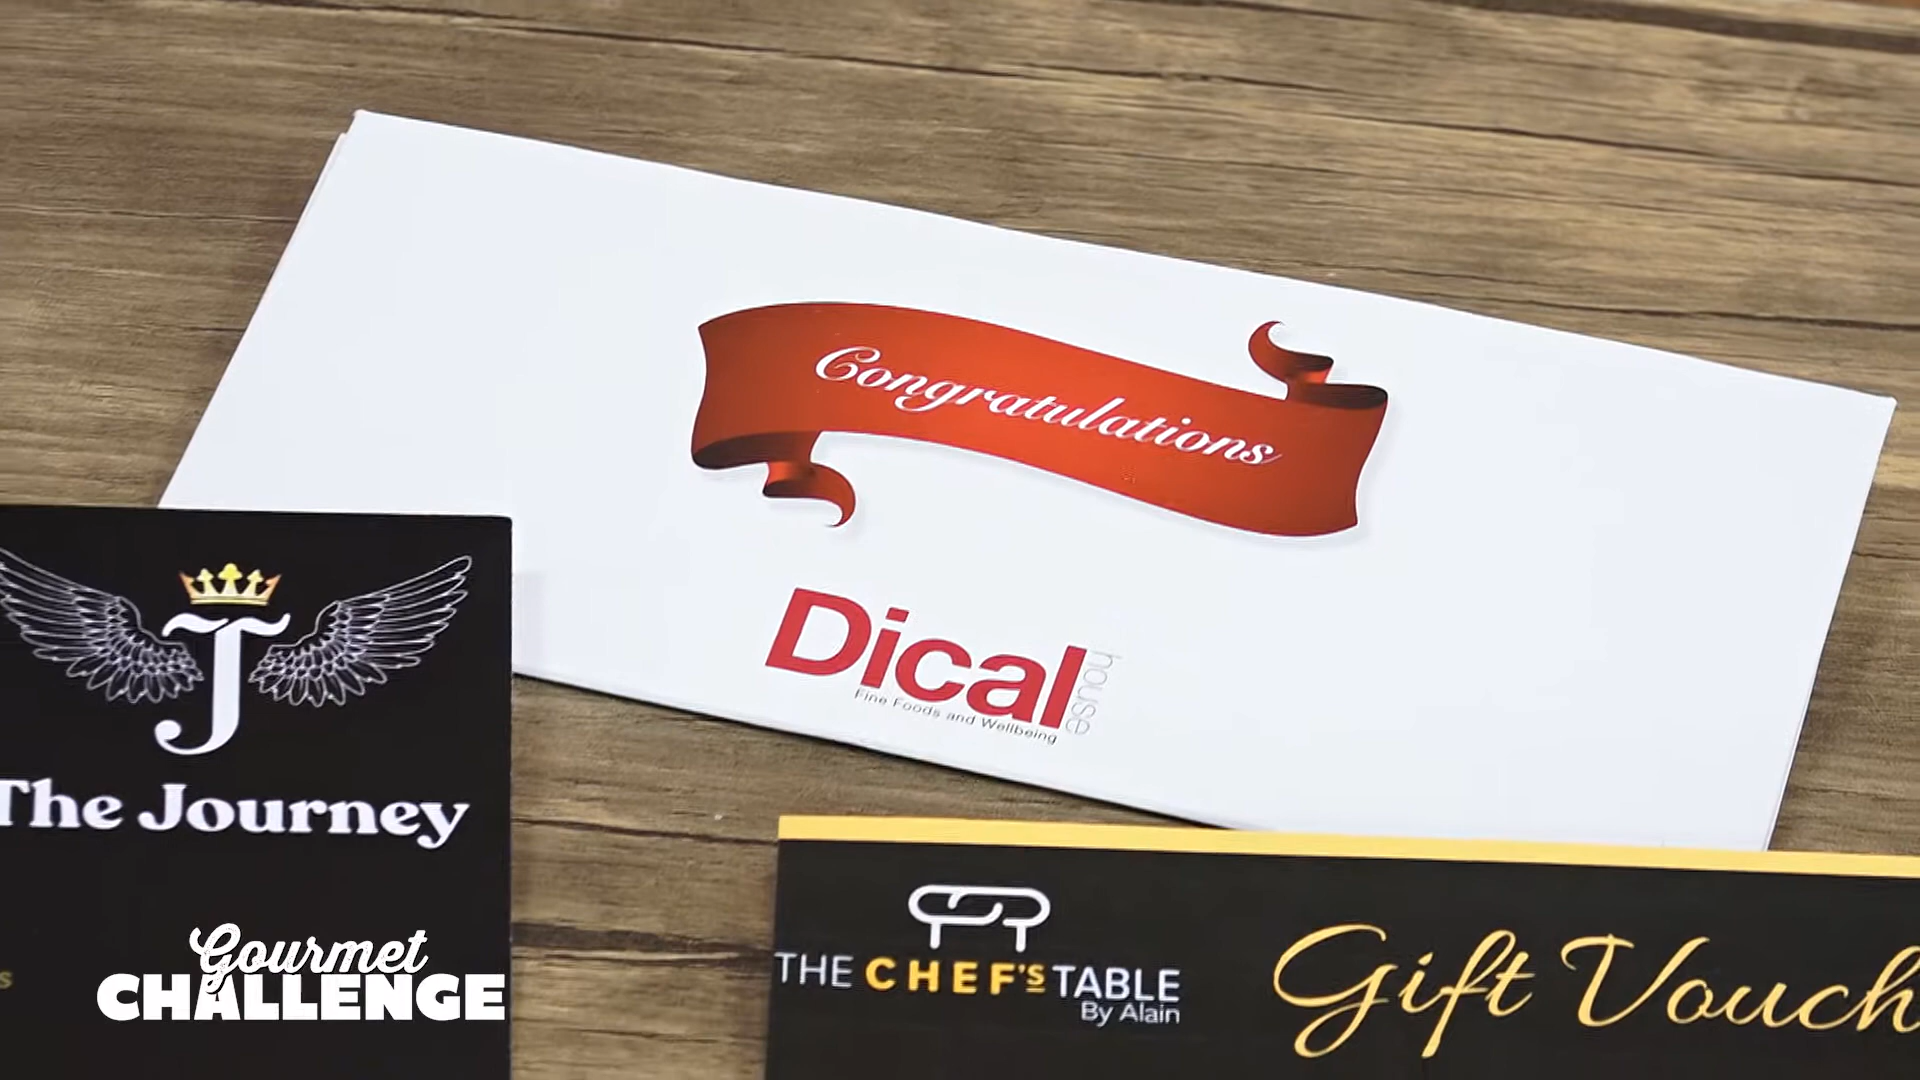 Congratulations
Dical
house
Fine Foods and Wellbeing
J
The Journey
Gourmet
CHALLENGE
THE CHEF'S TABLE
By Alain
Gift Vouch